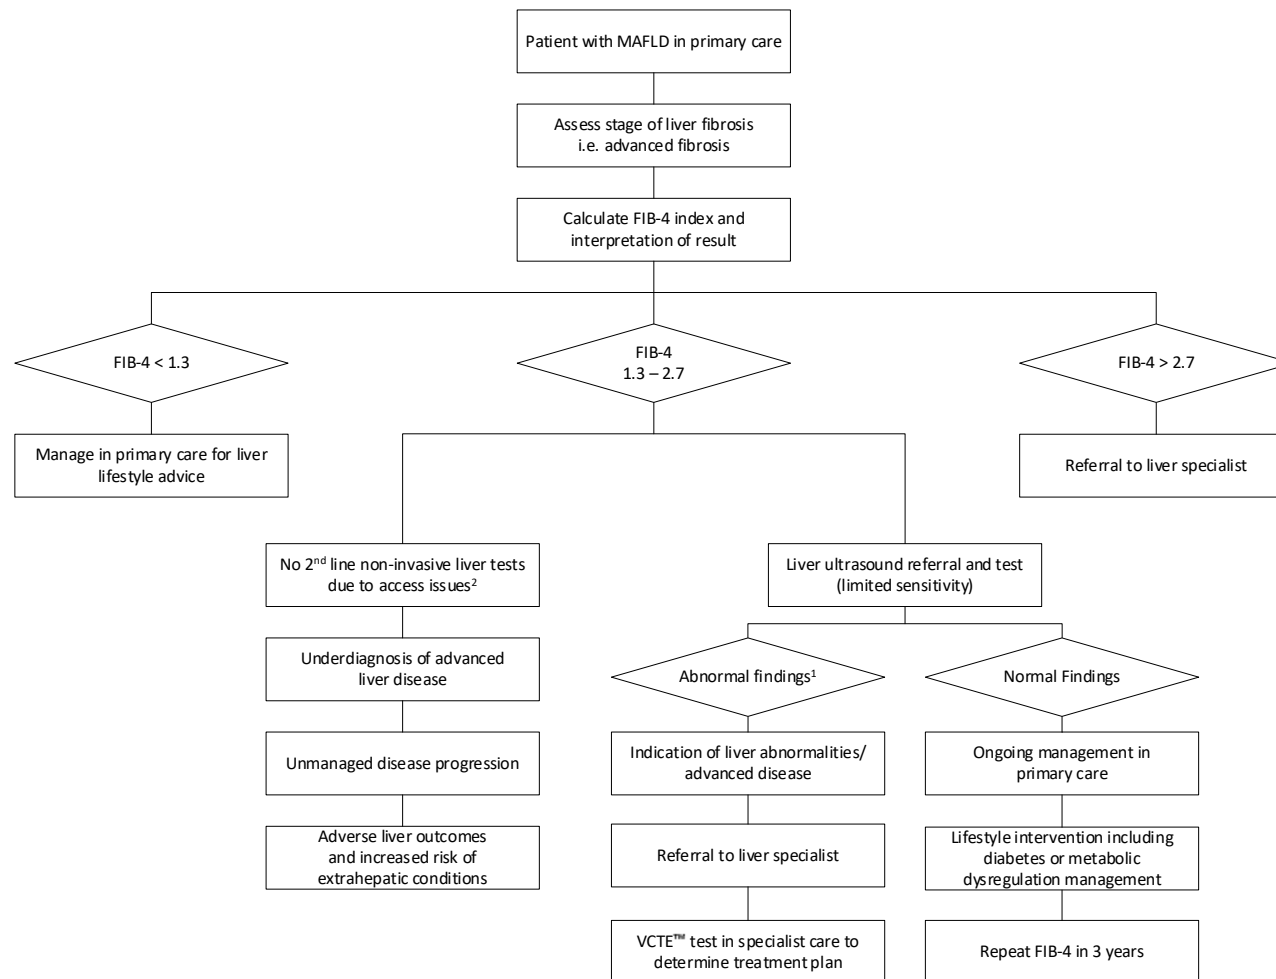 Patient with MAFLD in primary care
Assess stage of liver fibrosis
i.e. advanced fibrosis
Calculate FIB-4 index and
interpretation of result
FIB-4 < 1.3
FIB-4
1.3 – 2.7
FIB-4 > 2.7
Manage in primary care for liver
lifestyle advice
Referral to liver specialist
No 2nd line non-invasive liver tests
due to access issues2
Liver ultrasound referral and test
(limited sensitivity)
Underdiagnosis of advanced
liver disease
Abnormal findings1
Normal Findings
Unmanaged disease progression
Indication of liver abnormalities/
advanced disease
Ongoing management in
primary care
Adverse liver outcomes
and increased risk of
extrahepatic conditions
Referral to liver specialist
Lifestyle intervention including
diabetes or metabolic
dysregulation management
VCTE™ test in specialist care to
determine treatment plan
Repeat FIB-4 in 3 years